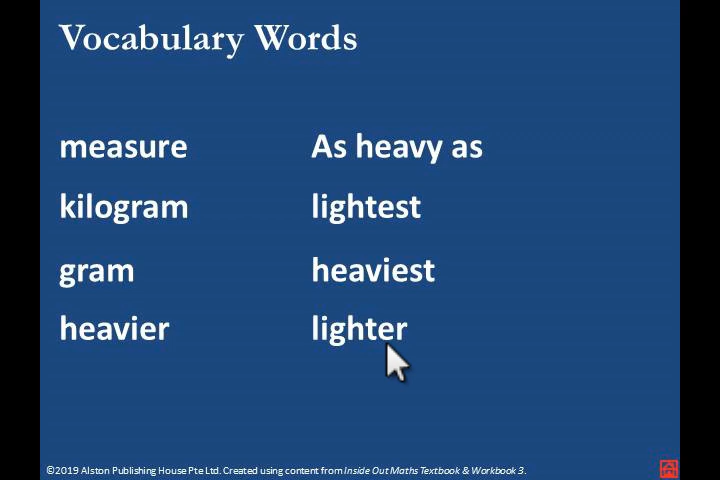 Vocabulary Words
measure
kilogram
gram
heavier
As heavy as
lightest
heaviest
lighter
©2019 Alston Publishing House Pte Ltd. Created using content from Inside Out Maths Textbook & Workbook 3.